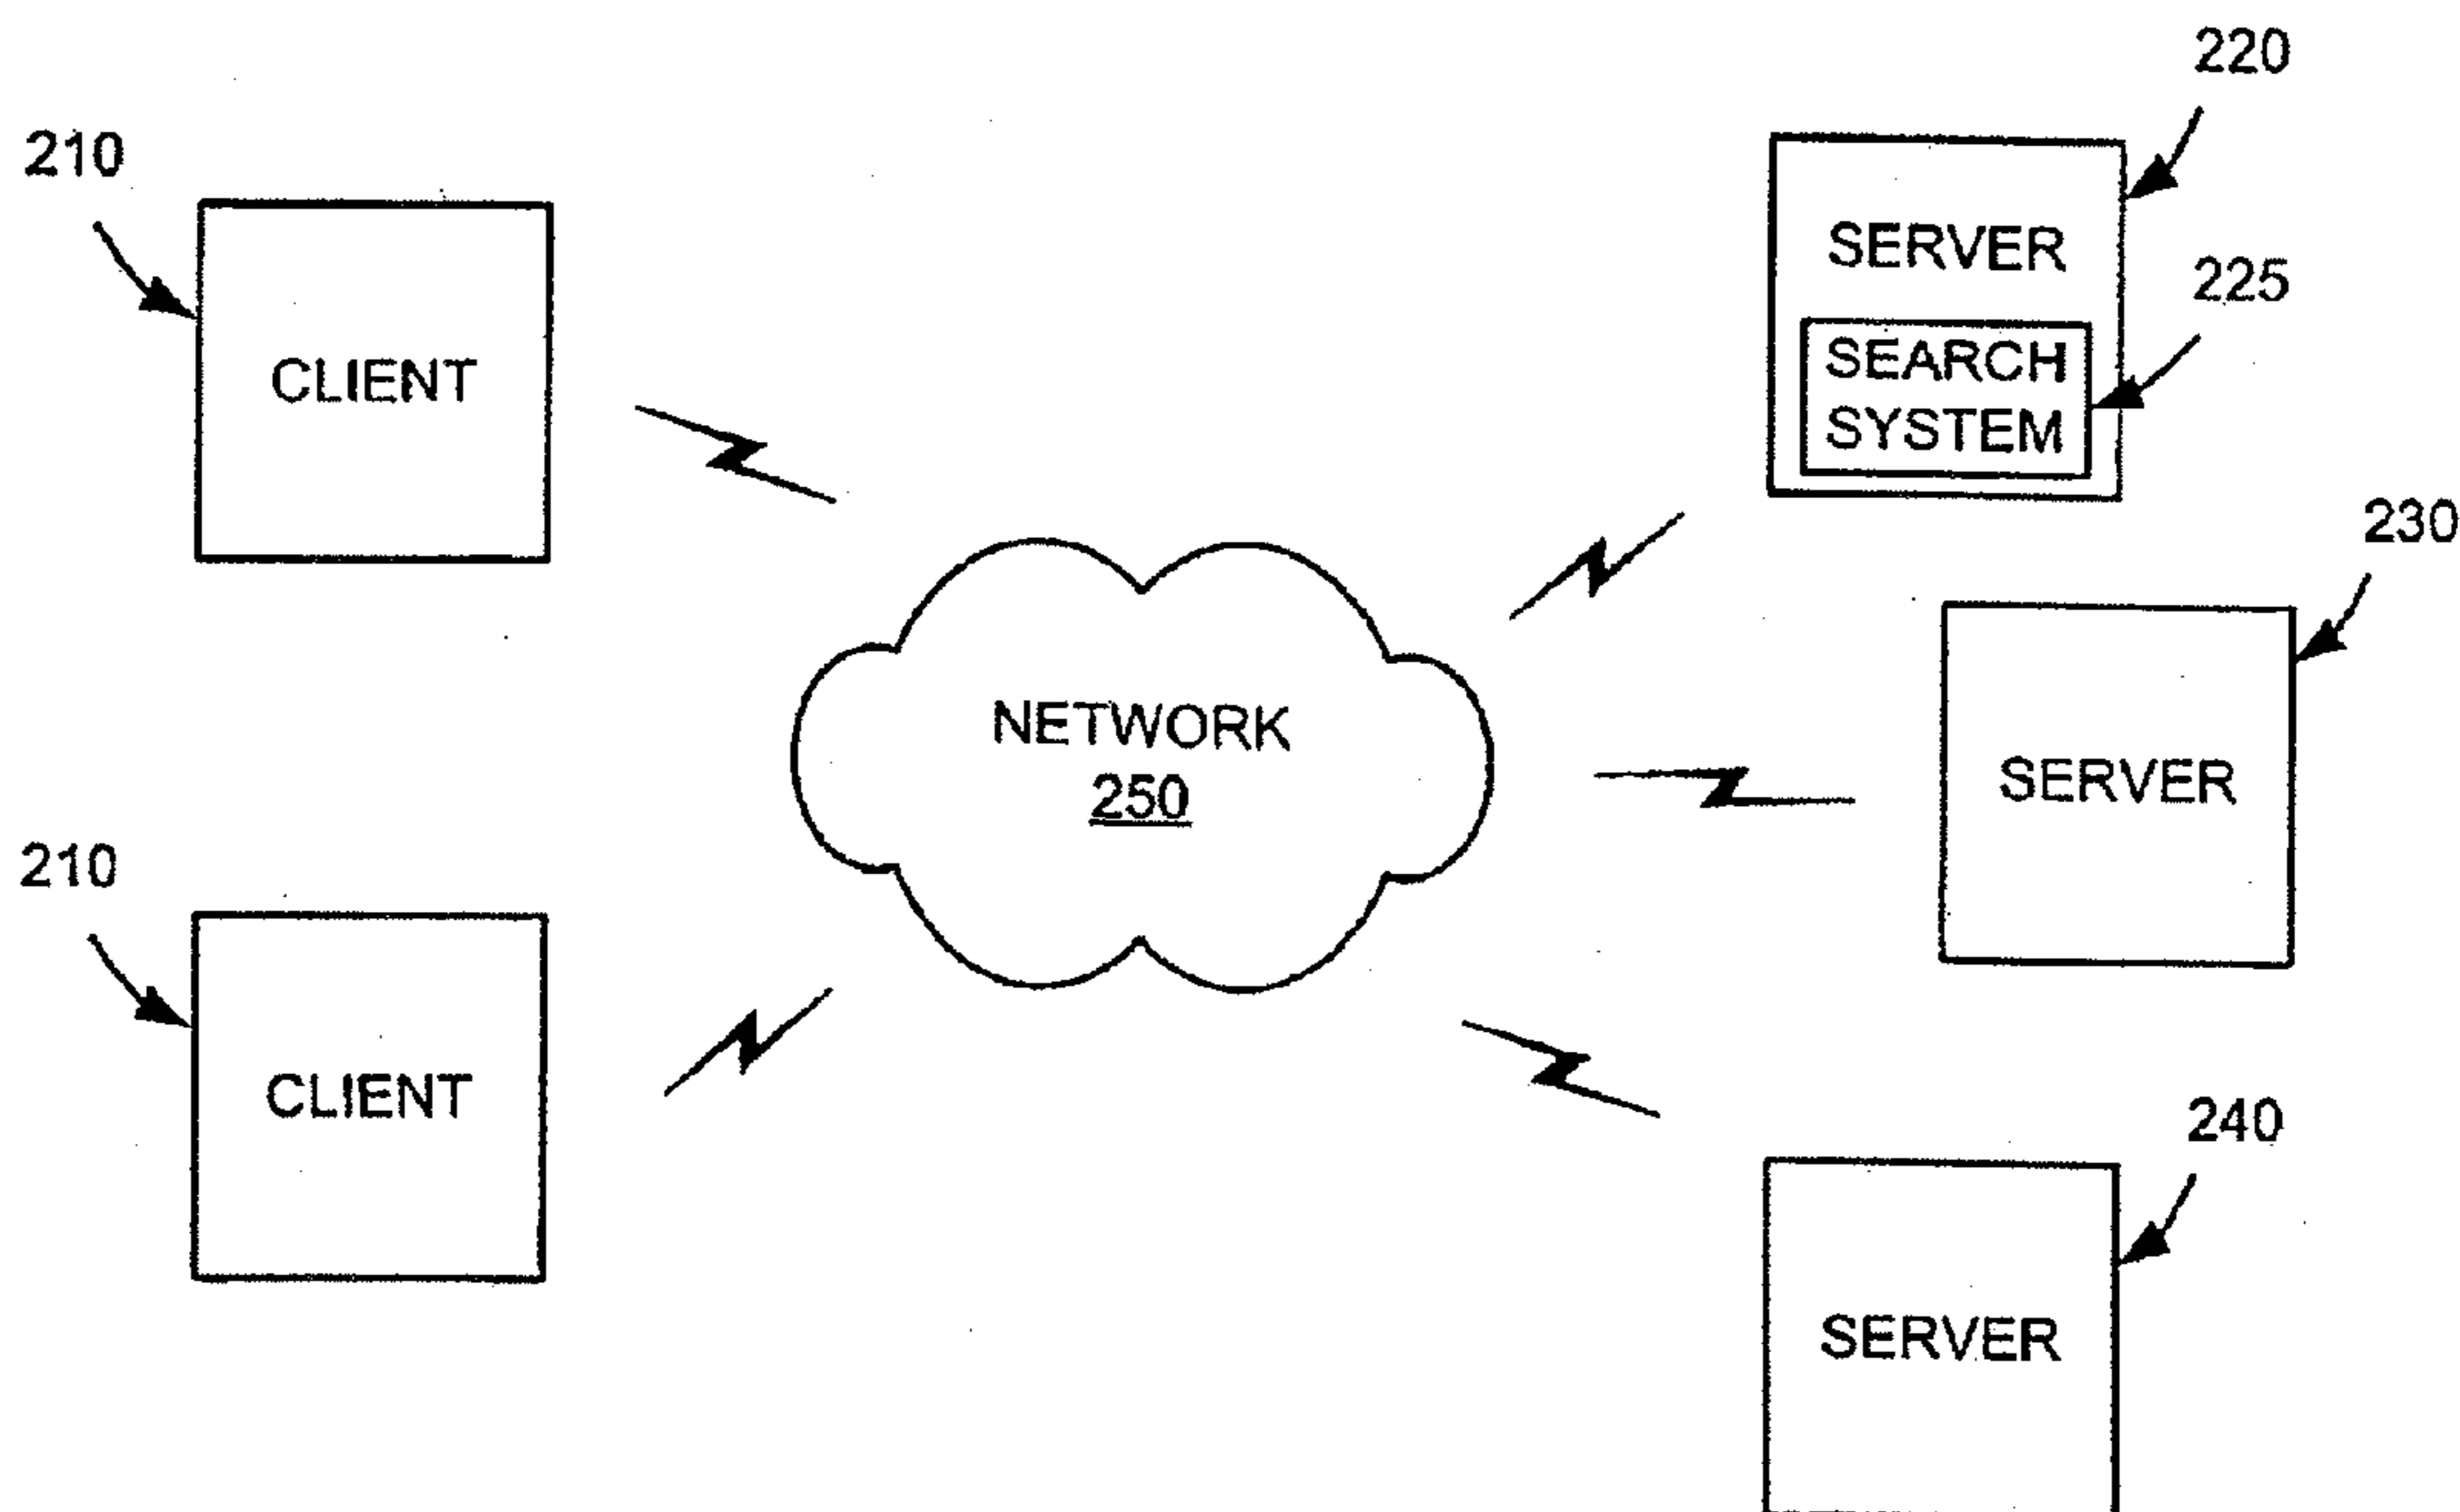 220
210
SERVER
225
SEARCH
SYSTEM
CLIENT
230
NETWORK
250
SERVER
210
CLIENT
240
SERVER